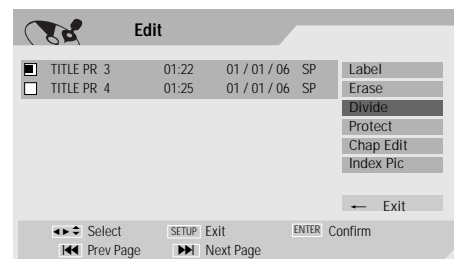 Edit
TITLE PR 3 01:22 01 / 01 / 06 SP
TITLE PR 4 01:25 01 / 01 / 06 SP
Label
Erase
Divide
Protect
Chap Edit
Index Pic
← Exit
Select SETUP Exit ENTER Confirm
Prev Page Next Page